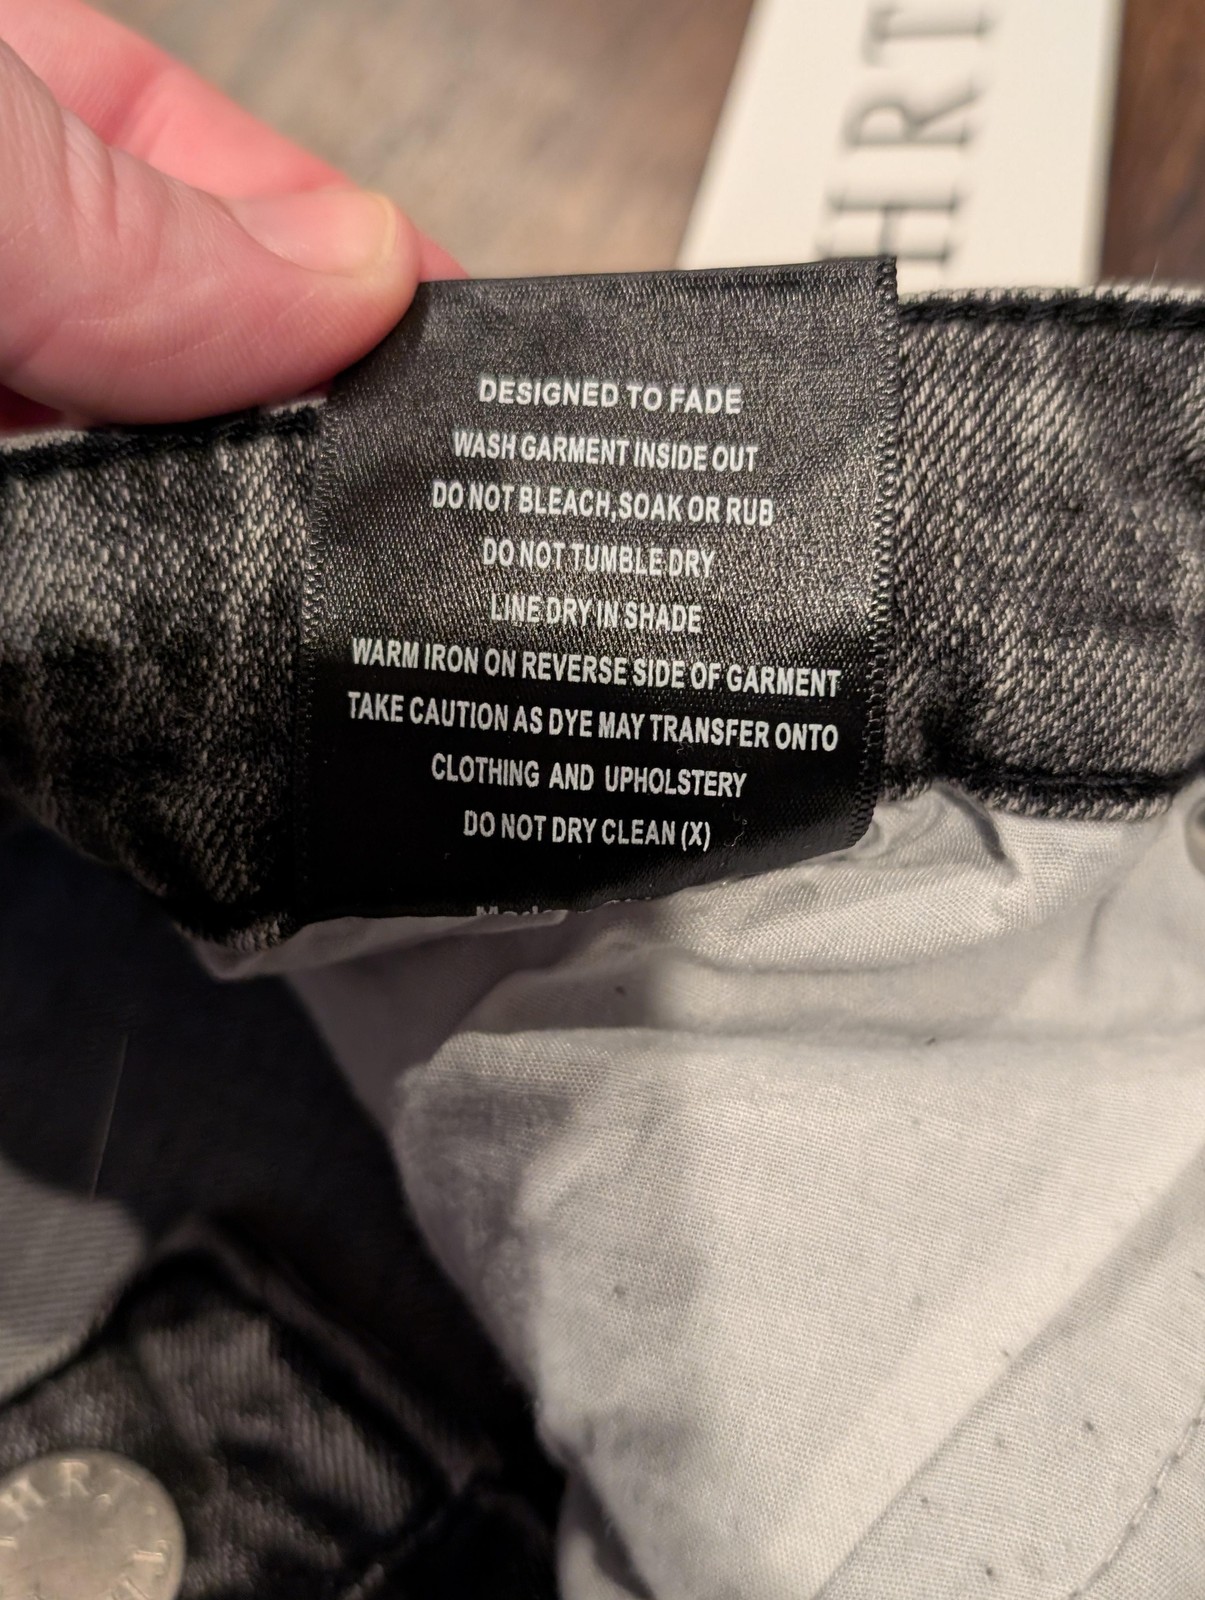 HRT
DESIGNED TO FADE
WASH GARMENT INSIDE OUT
DO NOT BLEACH,SOAK OR RUB
DO NOT TUMBLE DRY
LINE DRY IN SHADE
WARM IRON ON REVERSE SIDE OF GARMENT
TAKE CAUTION AS DYE MAY TRANSFER ONTO
CLOTHING AND UPHOLSTERY
DO NOT DRY CLEAN (X)